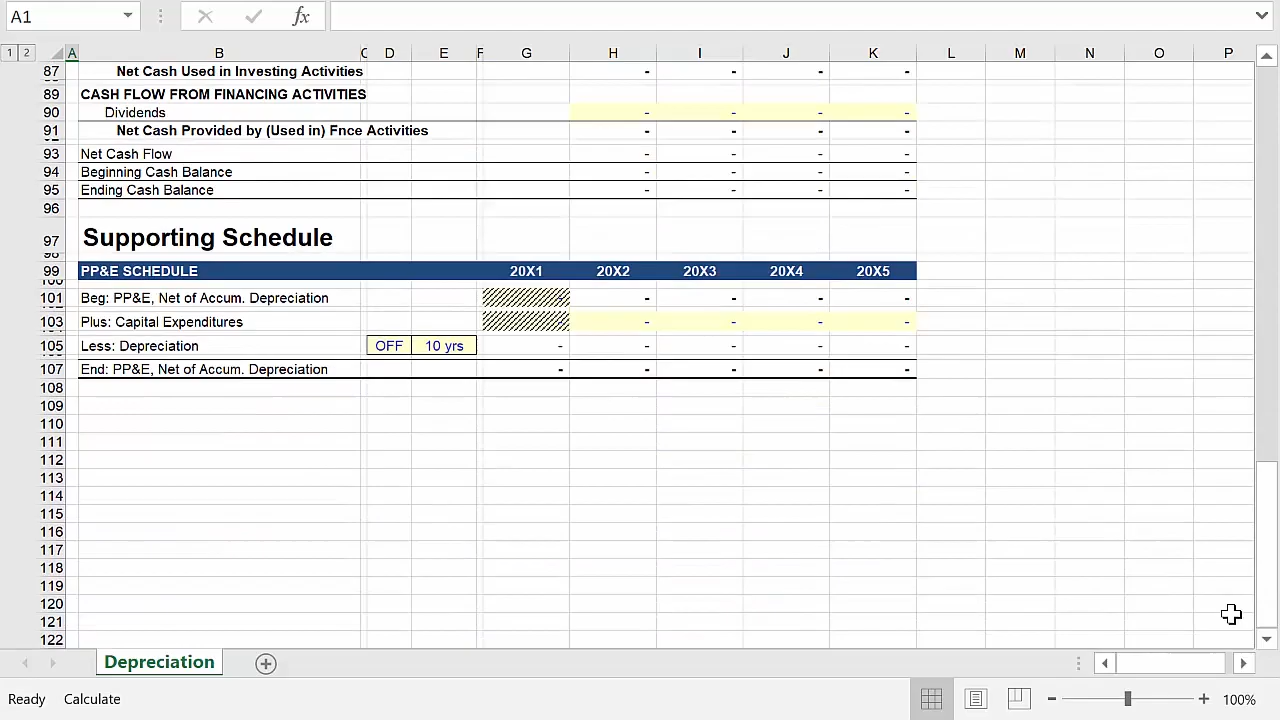 A1 fx
1 2 A B C D E F G H I J K L M N O P
87 Net Cash Used in Investing Activities - - - -
89 CASH FLOW FROM FINANCING ACTIVITIES
90 Dividends - - - -
91 Net Cash Provided by (Used in) Fnce Activities - - - -
93 Net Cash Flow - - - -
94 Beginning Cash Balance - - - -
95 Ending Cash Balance - - - -
96
97 Supporting Schedule
99 PP&E SCHEDULE 20X1 20X2 20X3 20X4 20X5
101 Beg: PP&E, Net of Accum. Depreciation - - - -
103 Plus: Capital Expenditures - - - -
105 Less: Depreciation OFF 10 yrs - - - - -
107 End: PP&E, Net of Accum. Depreciation - - - - -
108
109
110
111
112
113
114
115
116
117
118
119
120
121
122
Depreciation
Ready Calculate 100%